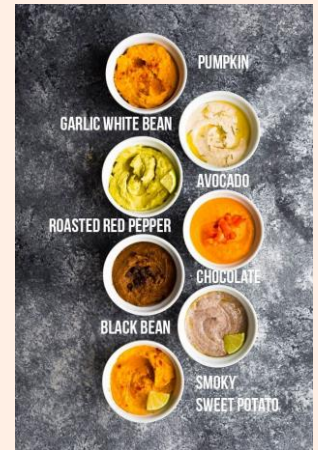 PUMPKIN
GARLIC WHITE BEAN
AVOCADO
ROASTED RED PEPPER
CHOCOLATE
BLACK BEAN
SMOKY
SWEET POTATO